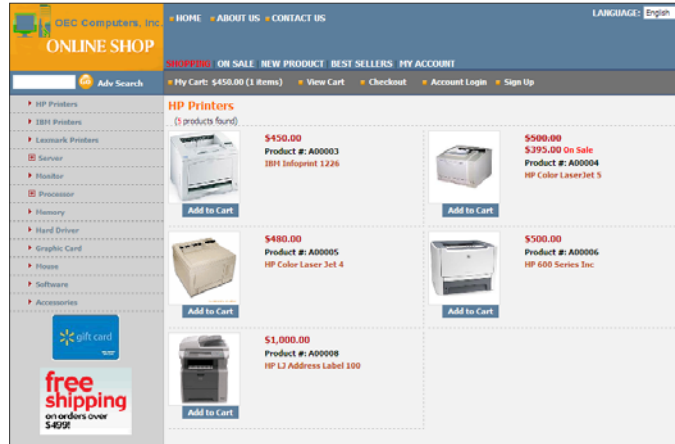 OEC Computers, Inc.
ONLINE SHOP
HOME ABOUT US CONTACT US
LANGUAGE: English
SHOPPING | ON SALE NEW PRODUCT BEST SELLERS MY ACCOUNT
GO Adv Search
My Cart: $450.00 (1 items) View Cart Checkout Account Login Sign Up
HP Printers
IBM Printers
Lexmark Printers
Server
Monitor
Processor
Memory
Hard Driver
Graphic Card
Mouse
Software
Accessories
gift card
free
shipping
on orders over
$499!
HP Printers
(5 products found)
$450.00
Product #: A00003
IBM Infoprint 1226
Add to Cart
$500.00
$395.00 On Sale
Product #: A00004
HP Color LaserJet 5
Add to Cart
$480.00
Product #: A00005
HP Color Laser Jet 4
Add to Cart
$500.00
Product #: A00006
HP 600 Series Inc
Add to Cart
$1,000.00
Product #: A00008
HP LJ Address Label 100
Add to Cart